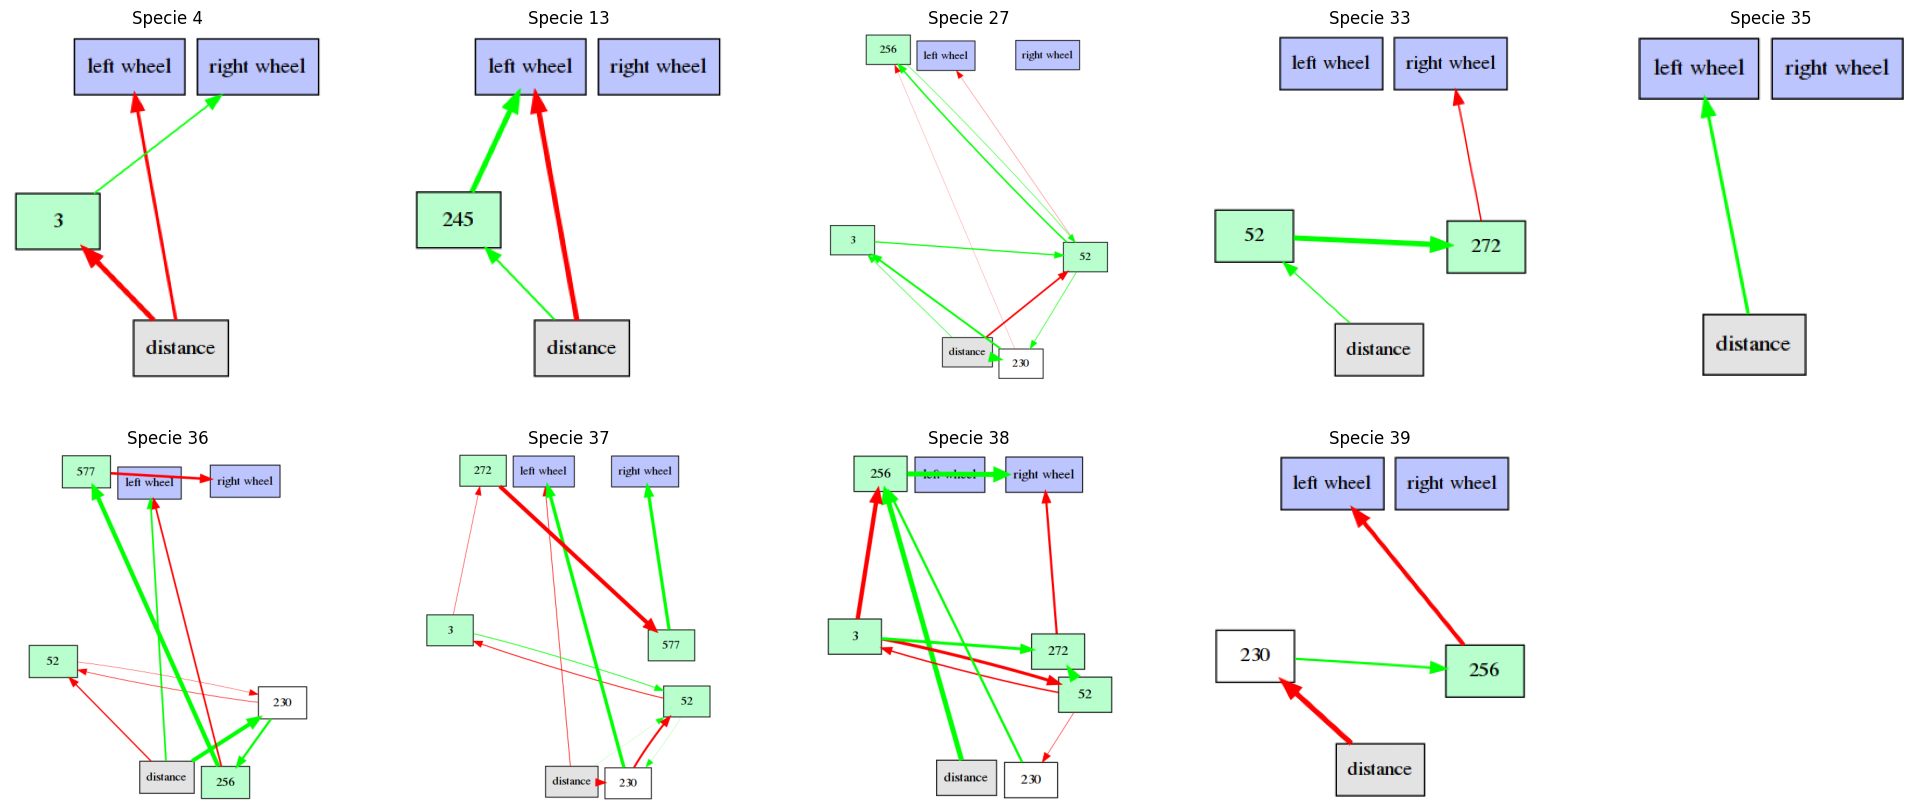 Specie 4
left wheel
right wheel
3
distance
Specie 13
left wheel
right wheel
245
distance
Specie 27
256
left wheel
right wheel
3
52
distance
230
Specie 33
left wheel
right wheel
52
272
distance
Specie 35
left wheel
right wheel
distance
Specie 36
577
left wheel
right wheel
52
230
distance
256
Specie 37
272
left wheel
right wheel
3
577
52
distance
230
Specie 38
256
left wheel
right wheel
3
272
52
distance
230
Specie 39
left wheel
right wheel
230
256
distance